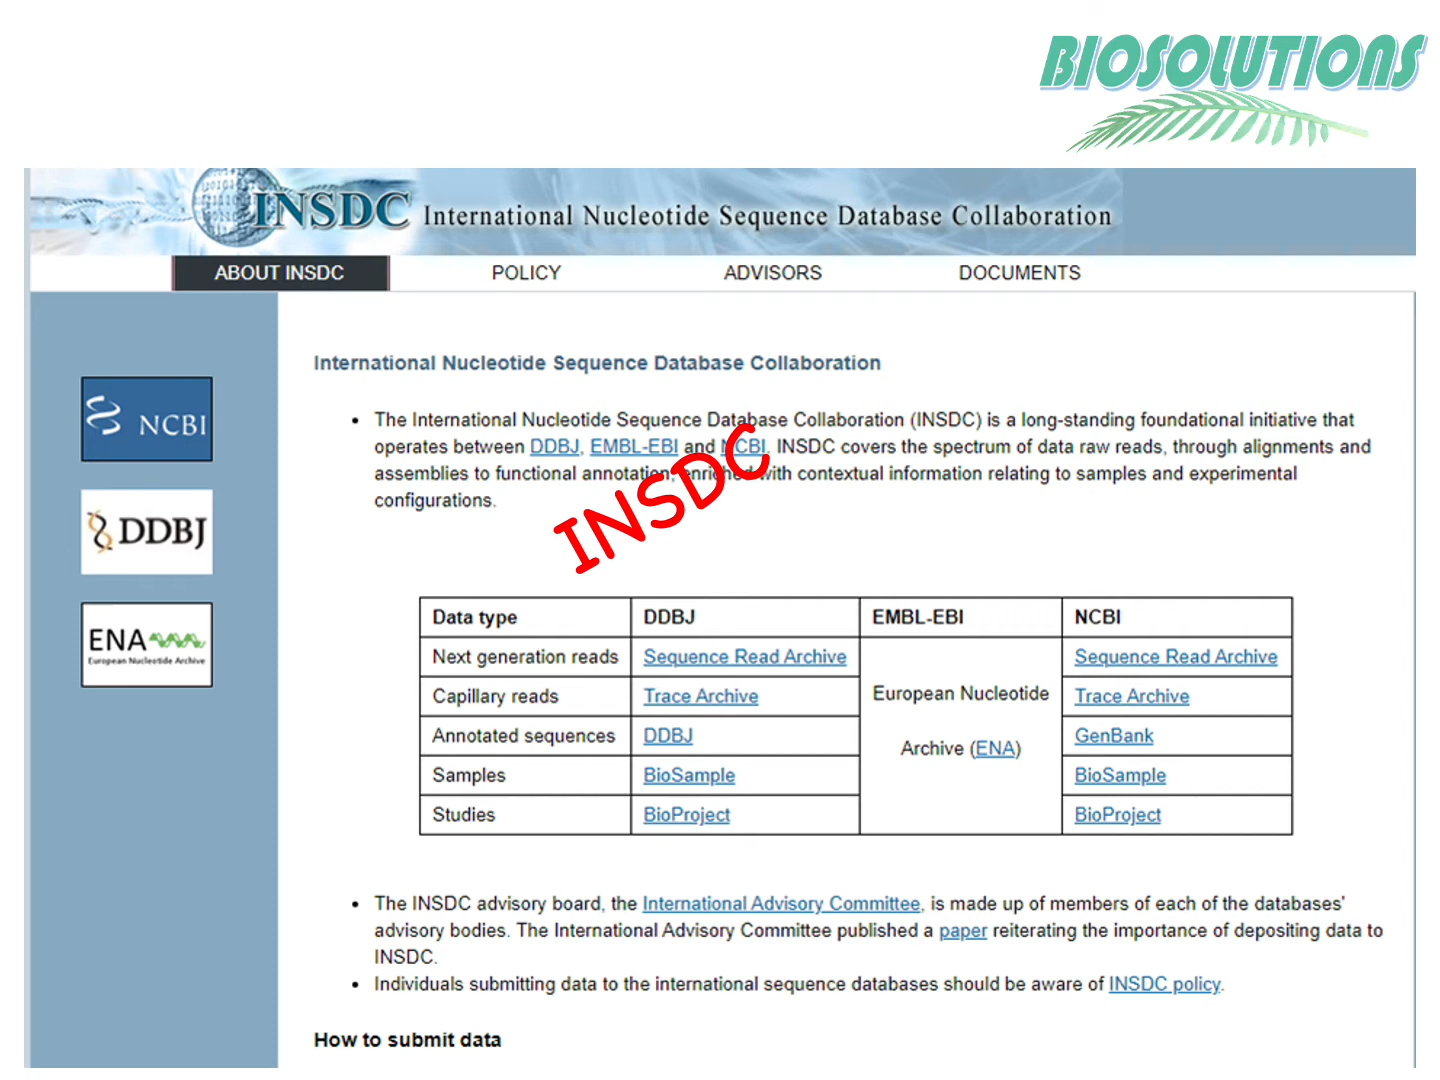 BIOSOLUTIONS
INSDC International Nucleotide Sequence Database Collaboration
ABOUT INSDC POLICY ADVISORS DOCUMENTS
NCBI
DDBJ
ENA
European Nucleotide Archive
International Nucleotide Sequence Database Collaboration
• The International Nucleotide Sequence Database Collaboration (INSDC) is a long-standing foundational initiative that
operates between DDBJ, EMBL-EBI and NCBI. INSDC covers the spectrum of data raw reads, through alignments and
assemblies to functional annotation, enriched with contextual information relating to samples and experimental
configurations.
INSDC
Data type DDBJ EMBL-EBI NCBI
Next generation reads Sequence Read Archive Sequence Read Archive
Capillary reads Trace Archive European Nucleotide Trace Archive
Annotated sequences DDBJ Archive (ENA) GenBank
Samples BioSample BioSample
Studies BioProject BioProject
• The INSDC advisory board, the International Advisory Committee, is made up of members of each of the databases'
advisory bodies. The International Advisory Committee published a paper reiterating the importance of depositing data to
INSDC.
• Individuals submitting data to the international sequence databases should be aware of INSDC policy.
How to submit data